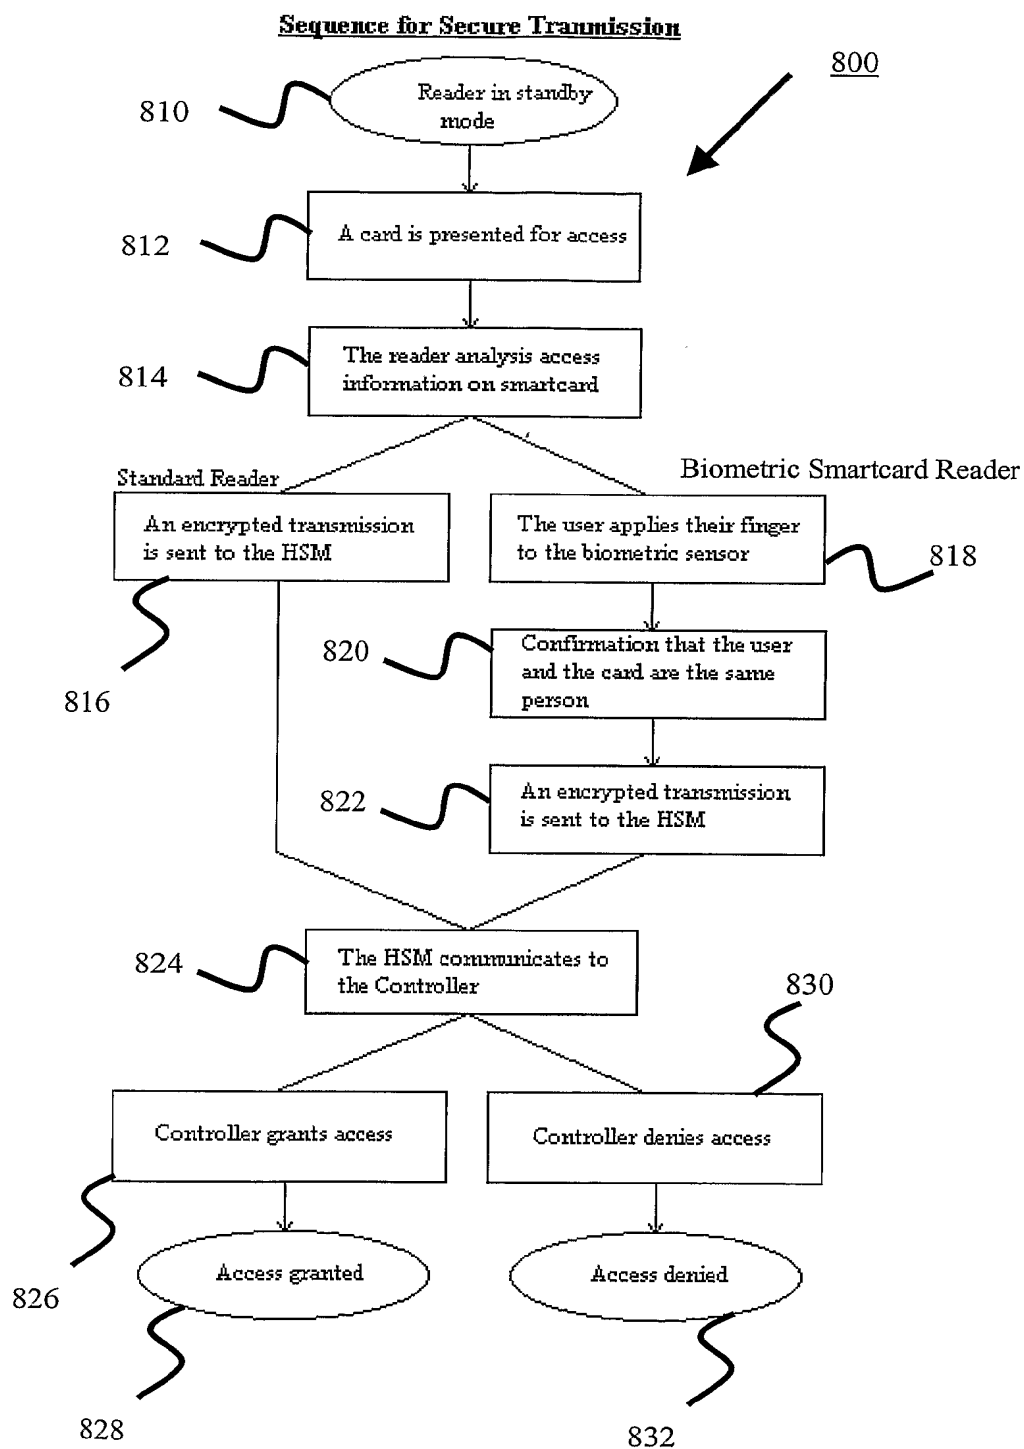 Sequence for Secure Tranmission
800
810
Reader in standby
mode
812
A card is presented for access
814
The reader analysis access
information on smartcard
Standard Reader
Biometric Smartcard Reader
An encrypted transmission
is sent to the HSM
816
The user applies their finger
to the biometric sensor
818
820
Confirmation that the user
and the card are the same
person
822
An encrypted transmission
is sent to the HSM
824
The HSM communicates to
the Controller
830
Controller grants access
Controller denies access
826
Access granted
Access denied
828
832